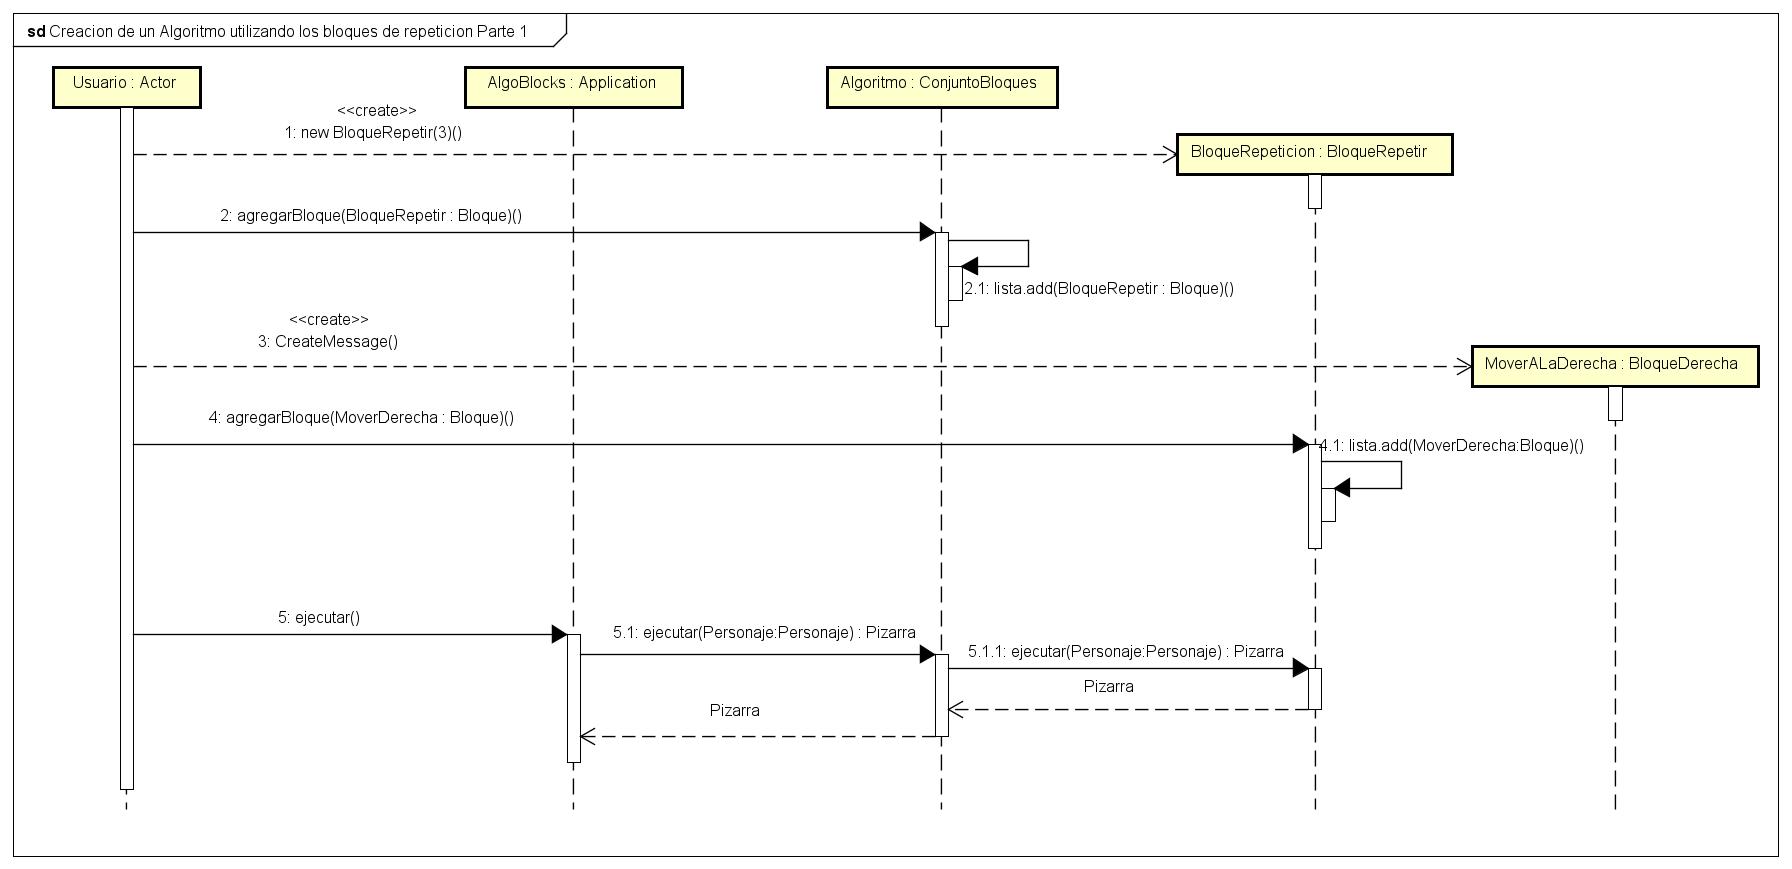 sd Creacion de un Algoritmo utilizando los bloques de repeticion Parte 1
Usuario : Actor
AlgoBlocks : Application
Algoritmo : ConjuntoBloques
<<create>>
1: new BloqueRepetir(3)()
BloqueRepeticion : BloqueRepetir
2: agregarBloque(BloqueRepetir : Bloque)()
2.1: lista.add(BloqueRepetir : Bloque)()
<<create>>
3: CreateMessage()
MoverALaDerecha : BloqueDerecha
4: agregarBloque(MoverDerecha : Bloque)()
4.1: lista.add(MoverDerecha:Bloque)()
5: ejecutar()
5.1: ejecutar(Personaje:Personaje) : Pizarra
5.1.1: ejecutar(Personaje:Personaje) : Pizarra
Pizarra
Pizarra